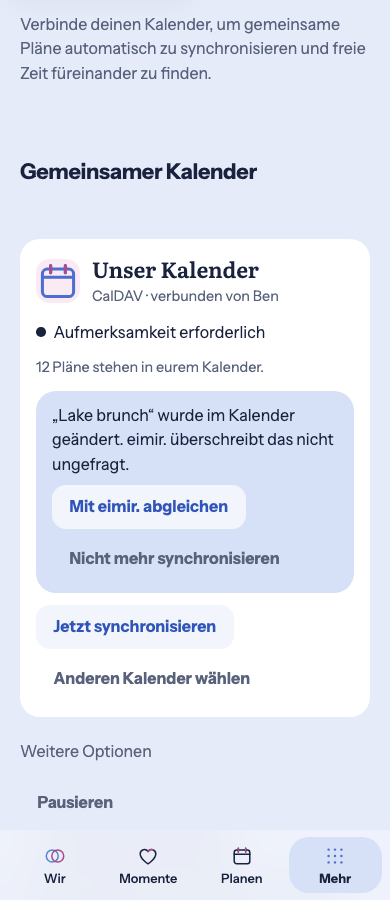 Verbinde deinen Kalender, um gemeinsame
Pläne automatisch zu synchronisieren und freie
Zeit füreinander zu finden.
Gemeinsamer Kalender
Unser Kalender
CalDAV · verbunden von Ben
Aufmerksamkeit erforderlich
12 Pläne stehen in eurem Kalender.
„Lake brunch“ wurde im Kalender
geändert. eimir. überschreibt das nicht
ungefragt.
Mit eimir. abgleichen
Nicht mehr synchronisieren
Jetzt synchronisieren
Anderen Kalender wählen
Weitere Optionen
Pausieren
Wir
Momente
Planen
Mehr